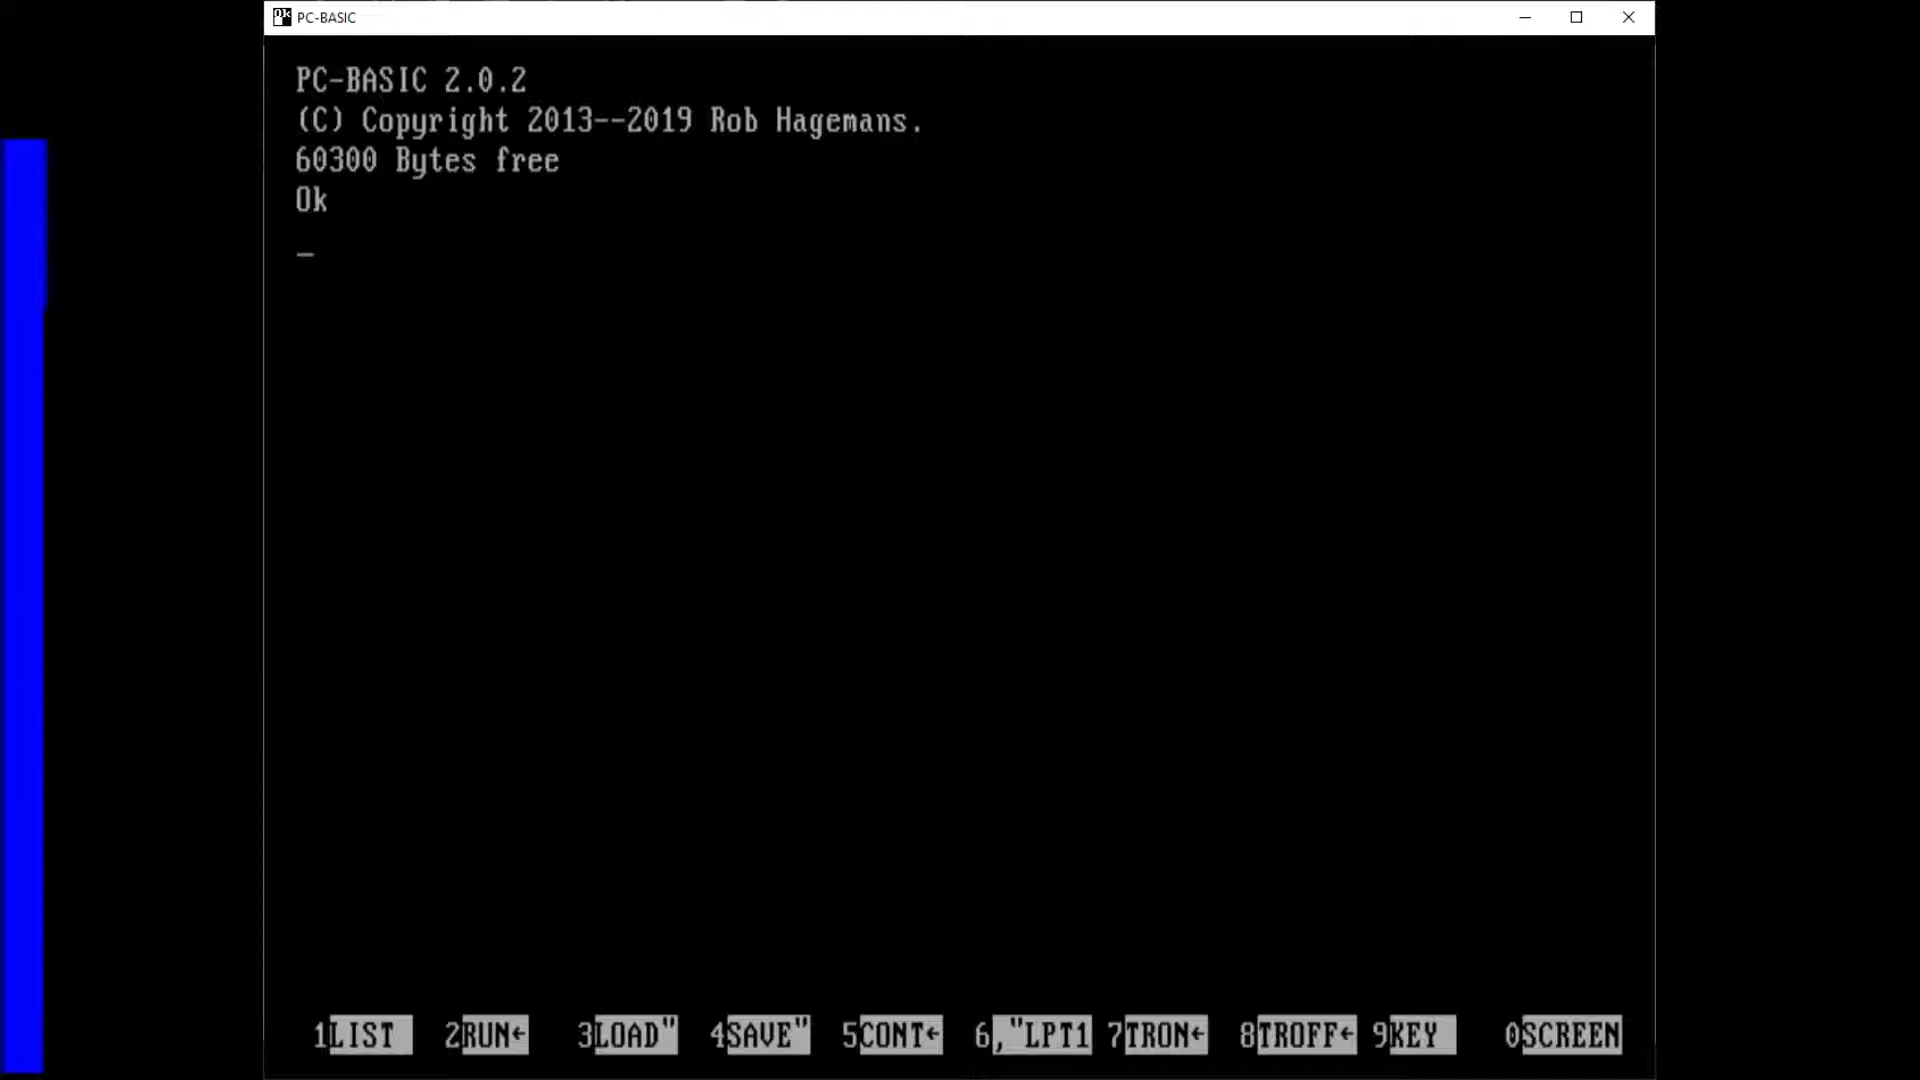 PC-BASIC
PC-BASIC 2.0.2
(C) Copyright 2013--2019 Rob Hagemans.
60300 Bytes free
Ok
_
1LIST 2RUN← 3LOAD" 4SAVE" 5CONT← 6,"LPT1 7TRON← 8TROFF← 9KEY 0SCREEN